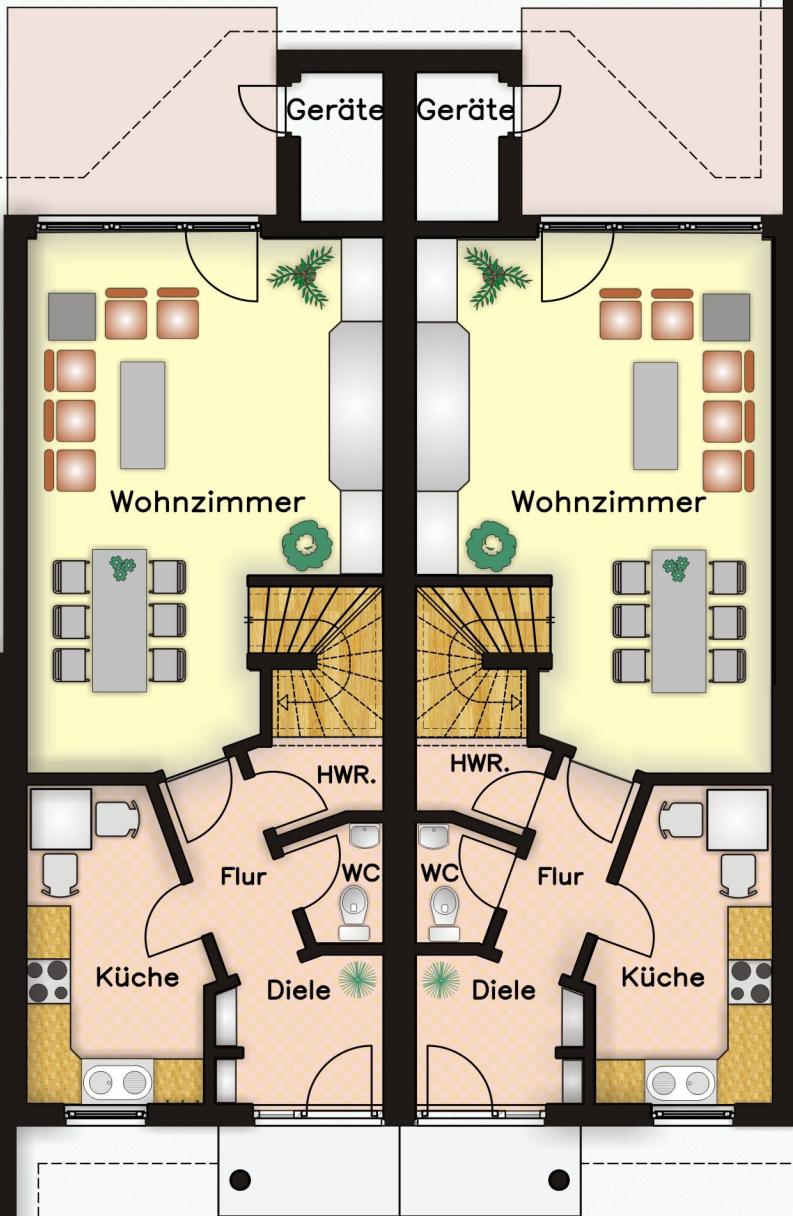 Geräte Geräte
Wohnzimmer Wohnzimmer
HWR. HWR.
Flur WC WC Flur
Küche Diele Diele Küche